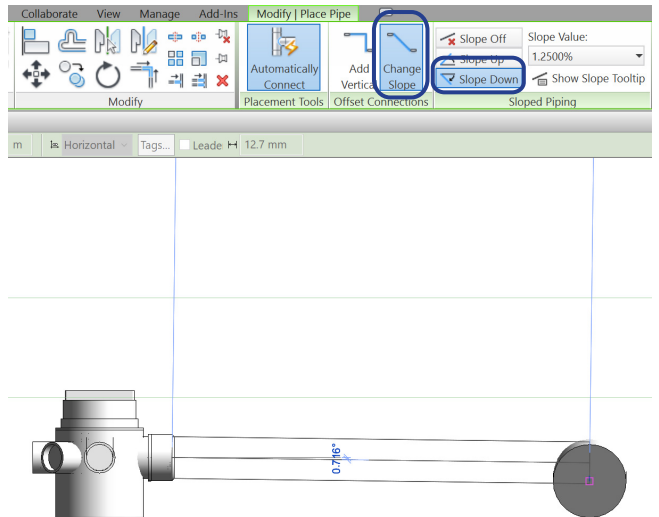 Collaborate View Manage Add-Ins Modify | Place Pipe
Automatically
Connect
Add
Vertical
Change
Slope
Slope Off
Slope Up
Slope Down
Slope Value:
1.2500%
Show Slope Tooltip
Modify Placement Tools Offset Connections Sloped Piping
m Horizontal Tags... Leade 12.7 mm
0.716°